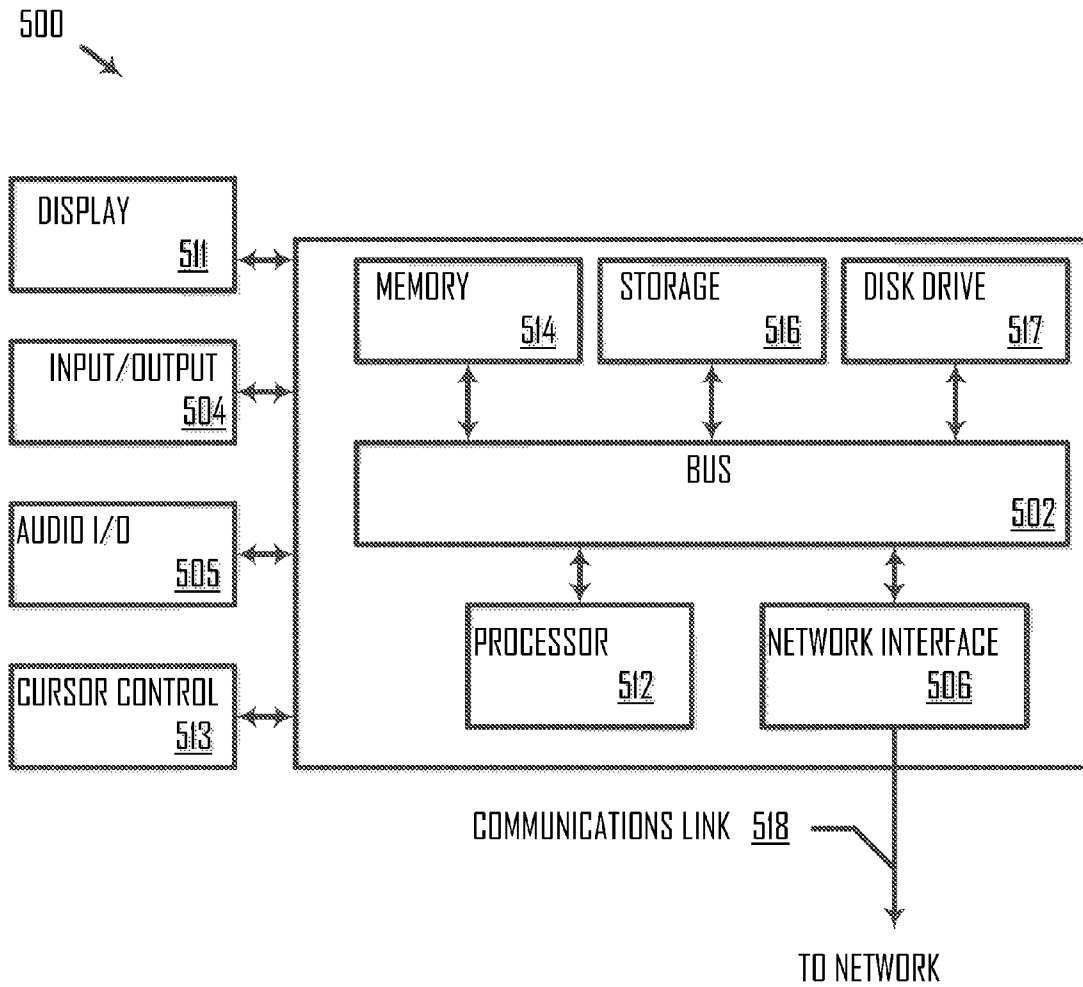 500
DISPLAY
511
INPUT/OUTPUT
504
AUDIO I/O
505
CURSOR CONTROL
513
MEMORY
514
STORAGE
516
DISK DRIVE
517
BUS
502
PROCESSOR
512
NETWORK INTERFACE
506
COMMUNICATIONS LINK 518
TO NETWORK